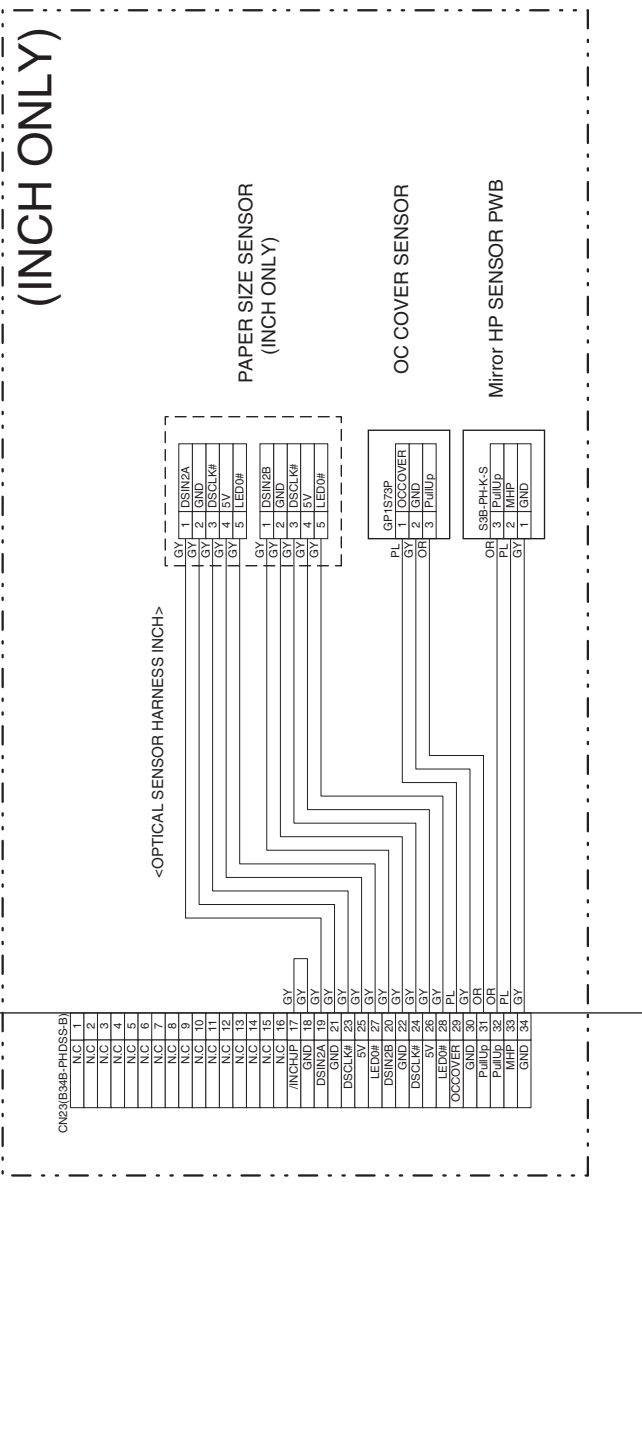 (INCH ONLY)
PAPER SIZE SENSOR
(INCH ONLY)
OC COVER SENSOR
Mirror HP SENSOR PWB
<OPTICAL SENSOR HARNESS INCH>
GY 1 DSIN2A
GY 2 GND
GY 3 DSCLK#
GY 4 5V
GY 5 LED0#
GY 1 DSIN2B
GY 2 GND
GY 3 DSCLK#
GY 4 5V
GY 5 LED0#
GP1S73P
PL 1 OCCOVER
GY 2 GND
OR 3 PullUp
S3B-PH-K-S
OR 3 PullUp
PL 2 MHP
GY 1 GND
CN23(B34B-PHDSS-B)
N.C 1
N.C 2
N.C 3
N.C 4
N.C 5
N.C 6
N.C 7
N.C 8
N.C 9
N.C 10
N.C 11
N.C 12
N.C 13
N.C 14
N.C 15
N.C 16
/INCHJP 17 GY
GND 18 GY
DSIN2A 19 GY
GND 21 GY
DSCLK# 23 GY
5V 25 GY
LED0# 27 GY
DSIN2B 20 GY
GND 22 GY
DSCLK# 24 GY
5V 26 GY
LED0# 28 GY
OCCOVER 29 PL
GND 30 GY
PullUp 31 OR
PullUp 32 OR
MHP 33 PL
GND 34 GY